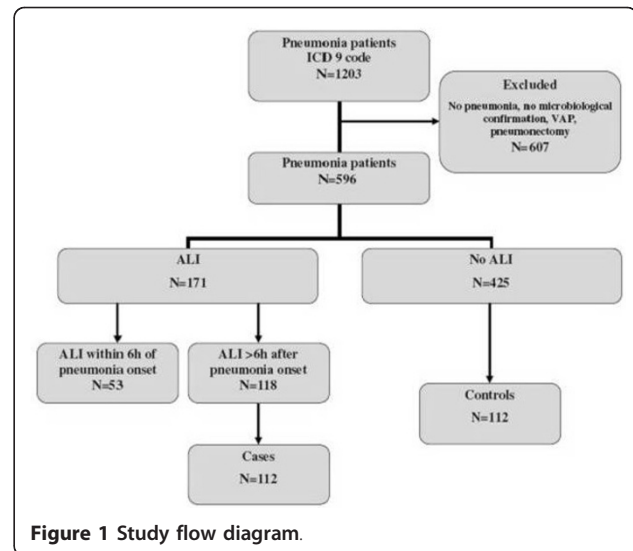 Pneumonia patients
ICD 9 code
N=1203
Excluded
No pneumonia, no microbiological
confirmation, VAP,
pneumonectomy
N=607
Pneumonia patients
N=596
ALI
N=171
No ALI
N=425
ALI within 6h of
pneumonia onset
N=53
ALI >6h after
pneumonia onset
N=118
Controls
N=112
Cases
N=112
Figure 1 Study flow diagram.